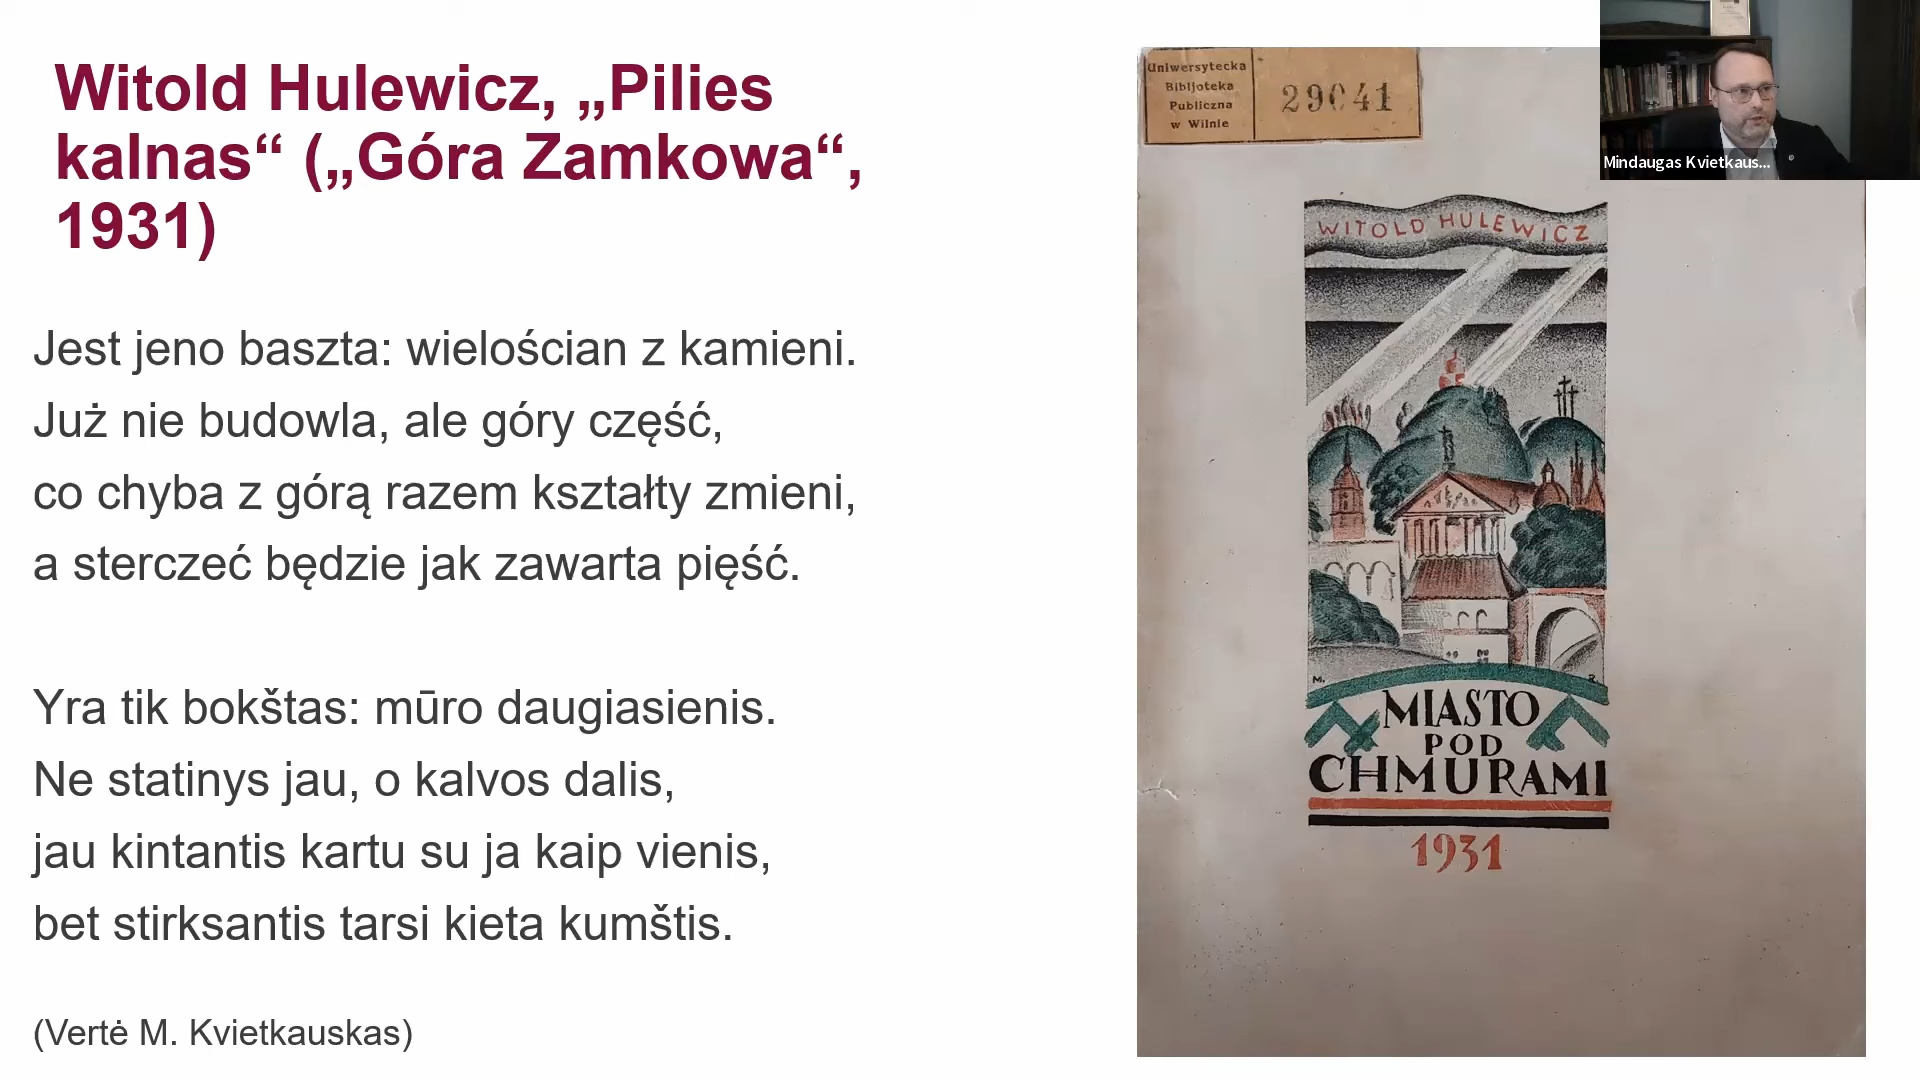 Witold Hulewicz, „Pilies
kalnas“ („Góra Zamkowa“,
1931)
Jest jeno baszta: wielościan z kamieni.
Już nie budowla, ale góry część,
co chyba z górą razem kształty zmieni,
a sterczeć będzie jak zawarta pięść.
Yra tik bokštas: mūro daugiasienis.
Ne statinys jau, o kalvos dalis,
jau kintantis kartu su ja kaip vienis,
bet stirksantis tarsi kieta kumštis.
(Vertė M. Kvietkauskas)
Uniwersytecka
Bibljoteka
Publiczna
w Wilnie
29041
WITOLD HULEWICZ
M. R.
MIASTO
POD
CHMURAMI
1931
Mindaugas Kvietkaus...